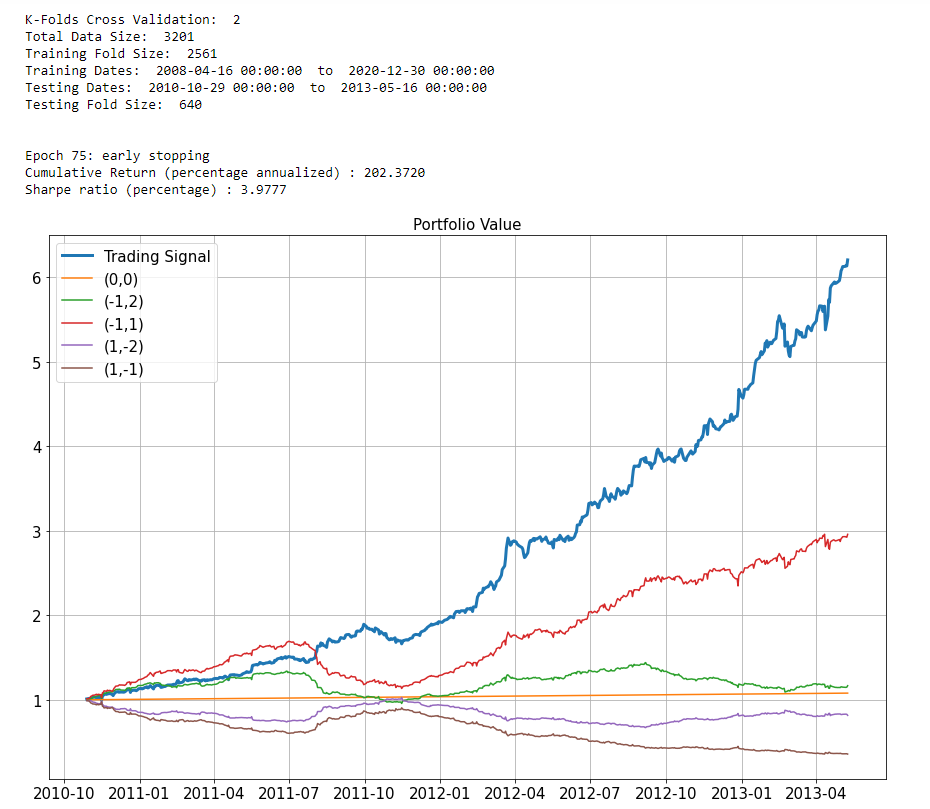 K-Folds Cross Validation:  2
Total Data Size:  3201
Training Fold Size:  2561
Training Dates:  2008-04-16 00:00:00  to  2020-12-30 00:00:00
Testing Dates:  2010-10-29 00:00:00  to  2013-05-16 00:00:00
Testing Fold Size:  640
Epoch 75: early stopping
Cumulative Return (percentage annualized) : 202.3720
Sharpe ratio (percentage) : 3.9777
Portfolio Value
Trading Signal
(0,0)
(-1,2)
(-1,1)
(1,-2)
(1,-1)
6
5
4
3
2
1
2010-10 2011-01 2011-04 2011-07 2011-10 2012-01 2012-04 2012-07 2012-10 2013-01 2013-04